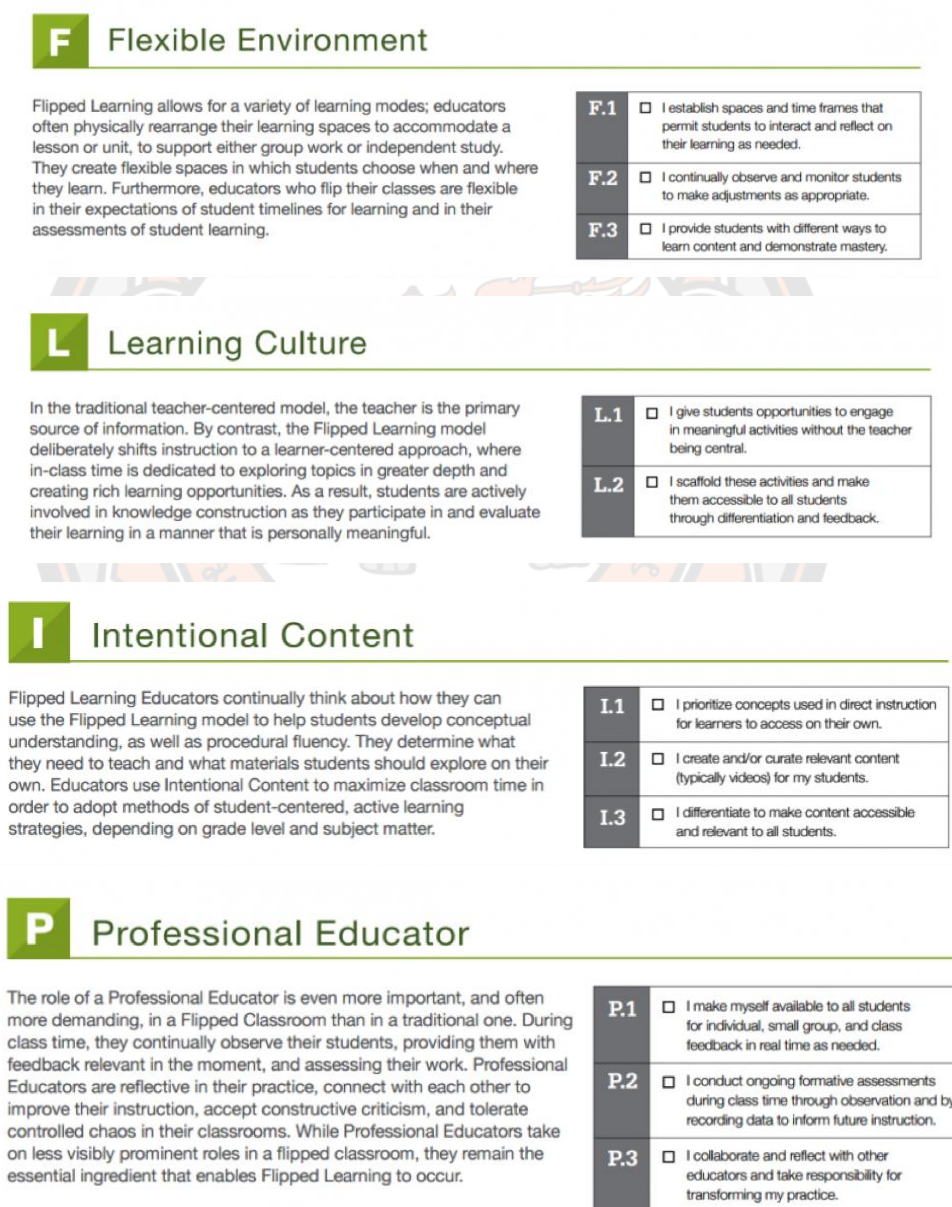 F Flexible Environment
Flipped Learning allows for a variety of learning modes; educators
often physically rearrange their learning spaces to accommodate a
lesson or unit, to support either group work or independent study.
They create flexible spaces in which students choose when and where
they learn. Furthermore, educators who flip their classes are flexible
in their expectations of student timelines for learning and in their
assessments of student learning.
F.1 ☐ I establish spaces and time frames that
permit students to interact and reflect on
their learning as needed.
F.2 ☐ I continually observe and monitor students
to make adjustments as appropriate.
F.3 ☐ I provide students with different ways to
learn content and demonstrate mastery.
L Learning Culture
In the traditional teacher-centered model, the teacher is the primary
source of information. By contrast, the Flipped Learning model
deliberately shifts instruction to a learner-centered approach, where
in-class time is dedicated to exploring topics in greater depth and
creating rich learning opportunities. As a result, students are actively
involved in knowledge construction as they participate in and evaluate
their learning in a manner that is personally meaningful.
L.1 ☐ I give students opportunities to engage
in meaningful activities without the teacher
being central.
L.2 ☐ I scaffold these activities and make
them accessible to all students
through differentiation and feedback.
I Intentional Content
Flipped Learning Educators continually think about how they can
use the Flipped Learning model to help students develop conceptual
understanding, as well as procedural fluency. They determine what
they need to teach and what materials students should explore on their
own. Educators use Intentional Content to maximize classroom time in
order to adopt methods of student-centered, active learning
strategies, depending on grade level and subject matter.
I.1 ☐ I prioritize concepts used in direct instruction
for learners to access on their own.
I.2 ☐ I create and/or curate relevant content
(typically videos) for my students.
I.3 ☐ I differentiate to make content accessible
and relevant to all students.
P Professional Educator
The role of a Professional Educator is even more important, and often
more demanding, in a Flipped Classroom than in a traditional one. During
class time, they continually observe their students, providing them with
feedback relevant in the moment, and assessing their work. Professional
Educators are reflective in their practice, connect with each other to
improve their instruction, accept constructive criticism, and tolerate
controlled chaos in their classrooms. While Professional Educators take
on less visibly prominent roles in a flipped classroom, they remain the
essential ingredient that enables Flipped Learning to occur.
P.1 ☐ I make myself available to all students
for individual, small group, and class
feedback in real time as needed.
P.2 ☐ I conduct ongoing formative assessments
during class time through observation and by
recording data to inform future instruction.
P.3 ☐ I collaborate and reflect with other
educators and take responsibility for
transforming my practice.